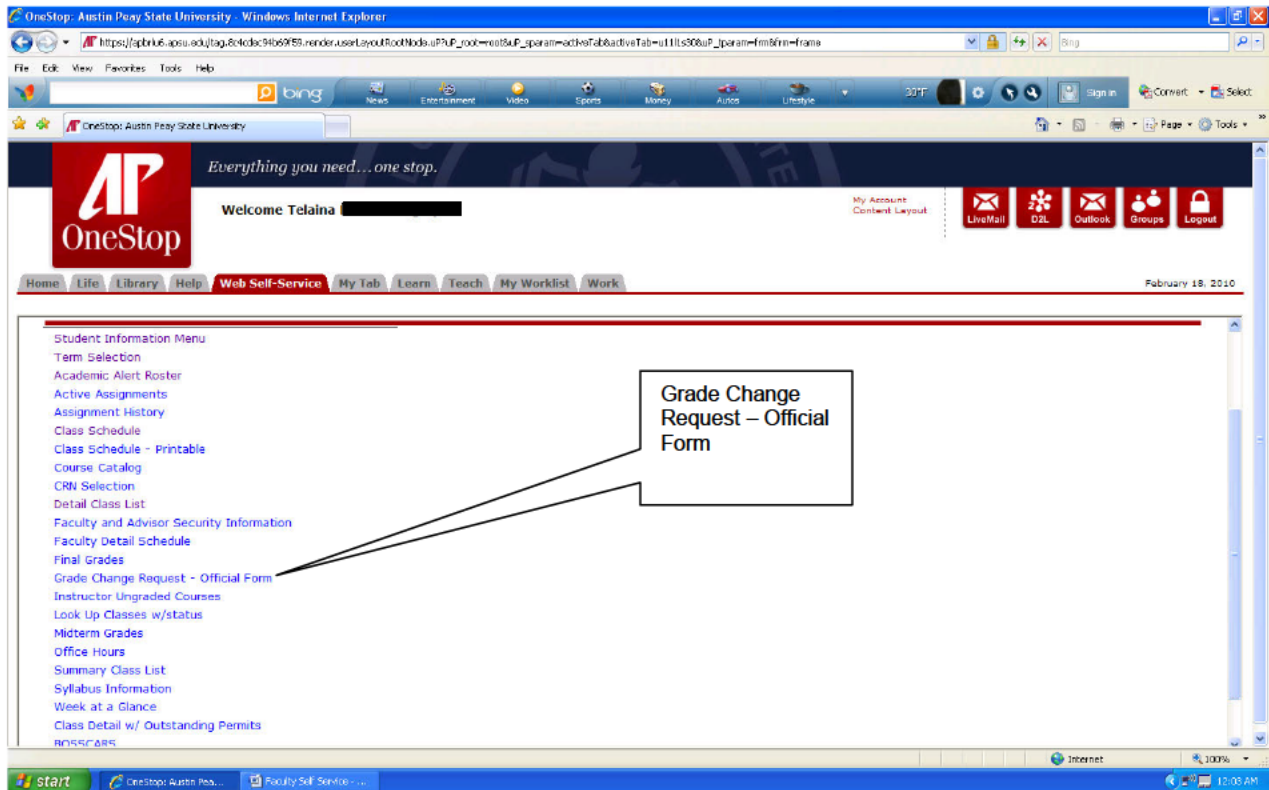 OneStop: Austin Peay State University - Windows Internet Explorer
Bing
File Edit View Favorites Tools Help
bing News Entertainment Video Sports Money Autos Lifestyle 30°F Sign in Convert Select
OneStop: Austin Peay State University Page Tools
AP OneStop
Everything you need...one stop.
Welcome Telaina
My Account
Content Layout
LiveMail D2L Outlook Groups Logout
Home Life Library Help Web Self-Service My Tab Learn Teach My Worklist Work February 18, 2010
Student Information Menu
Term Selection
Academic Alert Roster
Active Assignments
Assignment History
Class Schedule
Class Schedule - Printable
Course Catalog
CRN Selection
Detail Class List
Faculty and Advisor Security Information
Faculty Detail Schedule
Final Grades
Grade Change Request - Official Form
Instructor Ungraded Courses
Look Up Classes w/status
Midterm Grades
Office Hours
Summary Class List
Syllabus Information
Week at a Glance
Class Detail w/ Outstanding Permits
BOSSCARS
Grade Change
Request – Official
Form
Internet 100%
start OneStop: Austin Pea... Faculty Self Service - ... 12:03 AM